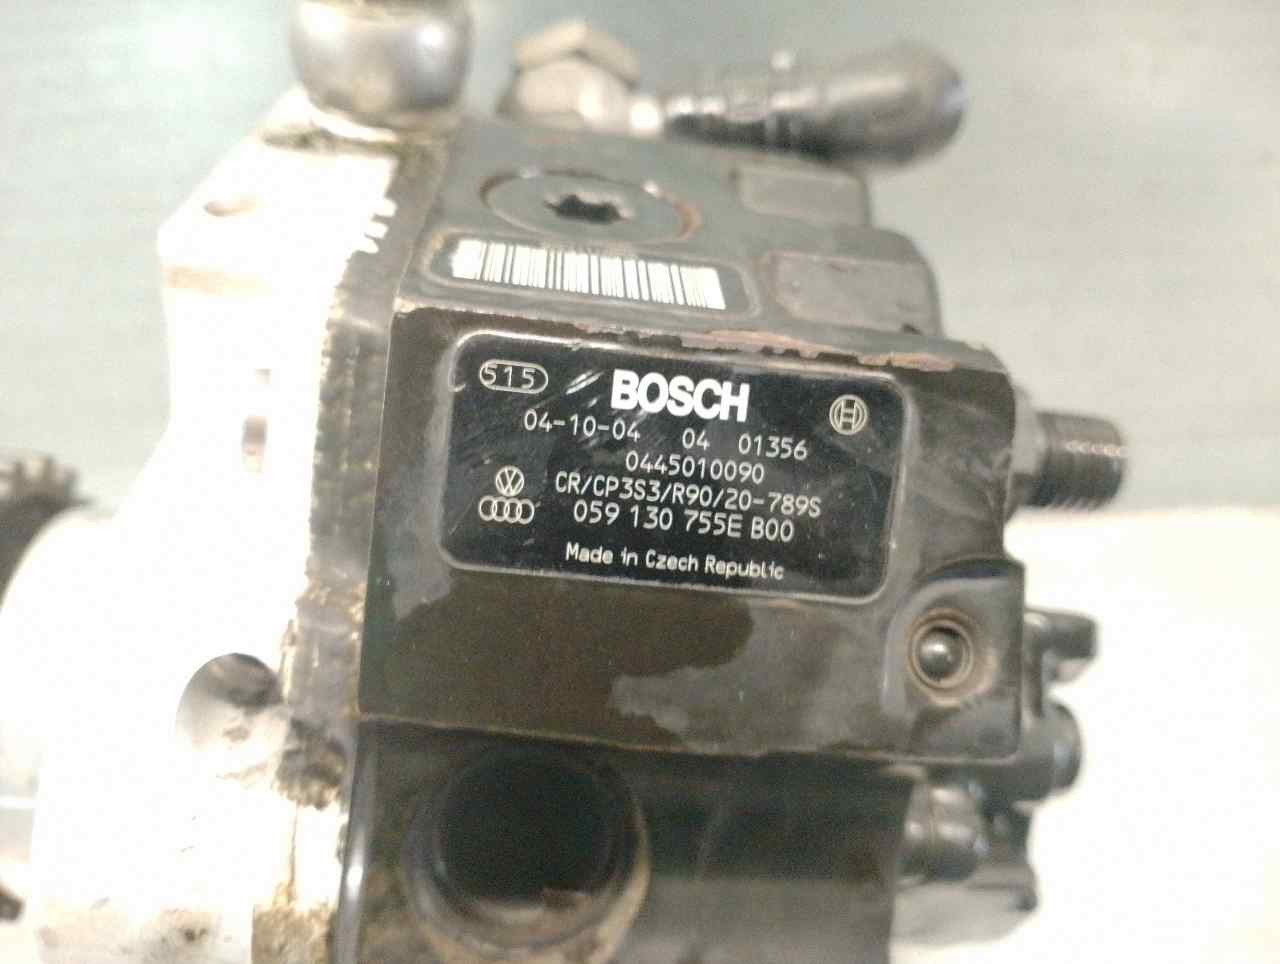 515 BOSCH
04-10-04 04 01356
0445010090
CR/CP3S3/R90/20-789S
059 130 755E B00
Made in Czech Republic